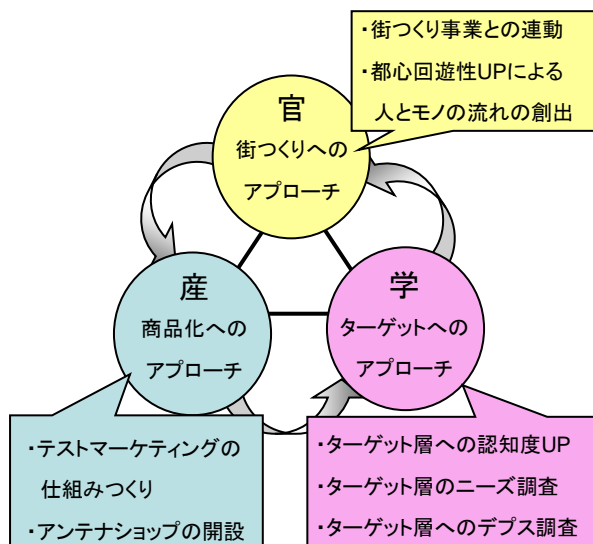 ・街つくり事業との連動
・都心回遊性UPによる
人とモノの流れの創出
官
街つくりへの
アプローチ
産
商品化への
アプローチ
学
ターゲットへの
アプローチ
・テストマーケティングの
仕組みつくり
・アンテナショップの開設
・ターゲット層への認知度UP
・ターゲット層のニーズ調査
・ターゲット層へのデプス調査